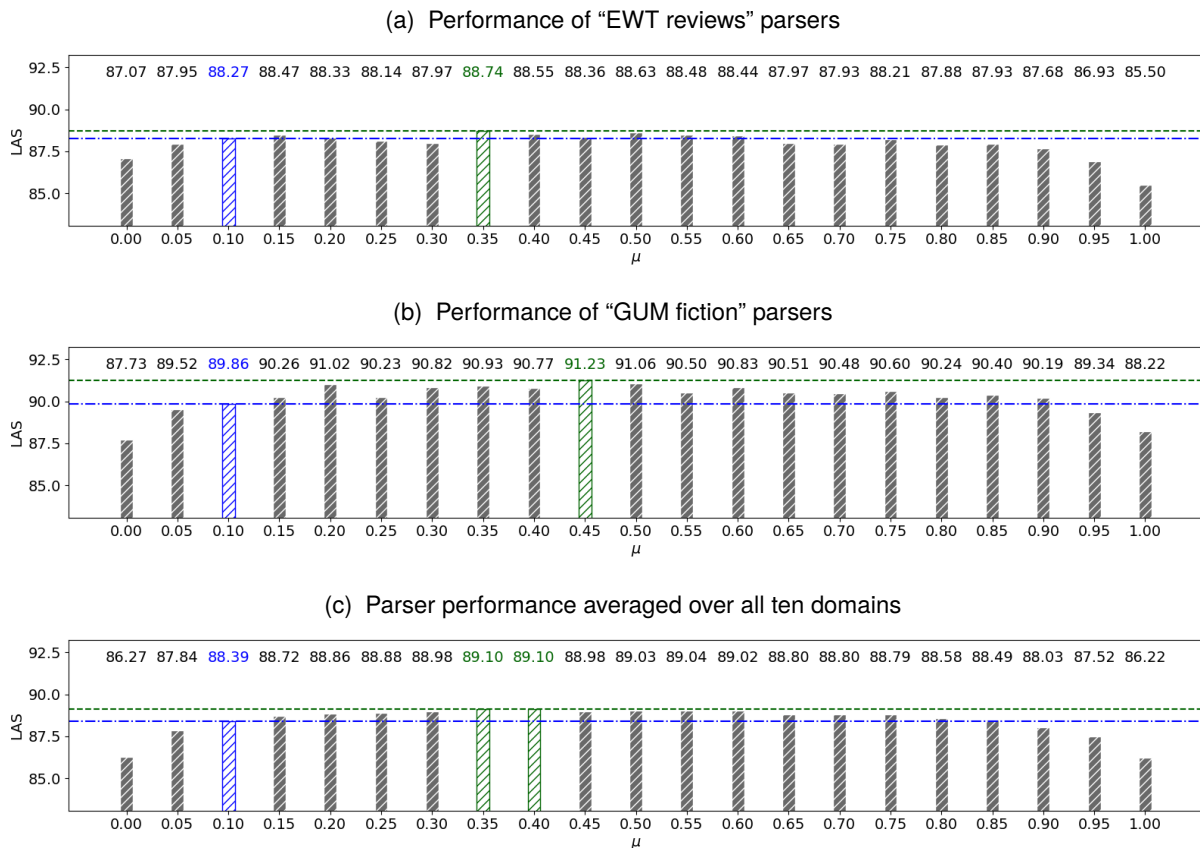 (a) Performance of “EWT reviews” parsers
92.5 87.07 87.95 88.27 88.47 88.33 88.14 87.97 88.74 88.55 88.36 88.63 88.48 88.44 87.97 87.93 88.21 87.88 87.93 87.68 86.93 85.50
90.0
LAS
87.5
85.0
0.00 0.05 0.10 0.15 0.20 0.25 0.30 0.35 0.40 0.45 0.50 0.55 0.60 0.65 0.70 0.75 0.80 0.85 0.90 0.95 1.00
μ
(b) Performance of “GUM fiction” parsers
92.5 87.73 89.52 89.86 90.26 91.02 90.23 90.82 90.93 90.77 91.23 91.06 90.50 90.83 90.51 90.48 90.60 90.24 90.40 90.19 89.34 88.22
90.0
LAS
87.5
85.0
0.00 0.05 0.10 0.15 0.20 0.25 0.30 0.35 0.40 0.45 0.50 0.55 0.60 0.65 0.70 0.75 0.80 0.85 0.90 0.95 1.00
μ
(c) Parser performance averaged over all ten domains
92.5 86.27 87.84 88.39 88.72 88.86 88.88 88.98 89.10 89.10 88.98 89.03 89.04 89.02 88.80 88.80 88.79 88.58 88.49 88.03 87.52 86.22
90.0
LAS
87.5
85.0
0.00 0.05 0.10 0.15 0.20 0.25 0.30 0.35 0.40 0.45 0.50 0.55 0.60 0.65 0.70 0.75 0.80 0.85 0.90 0.95 1.00
μ